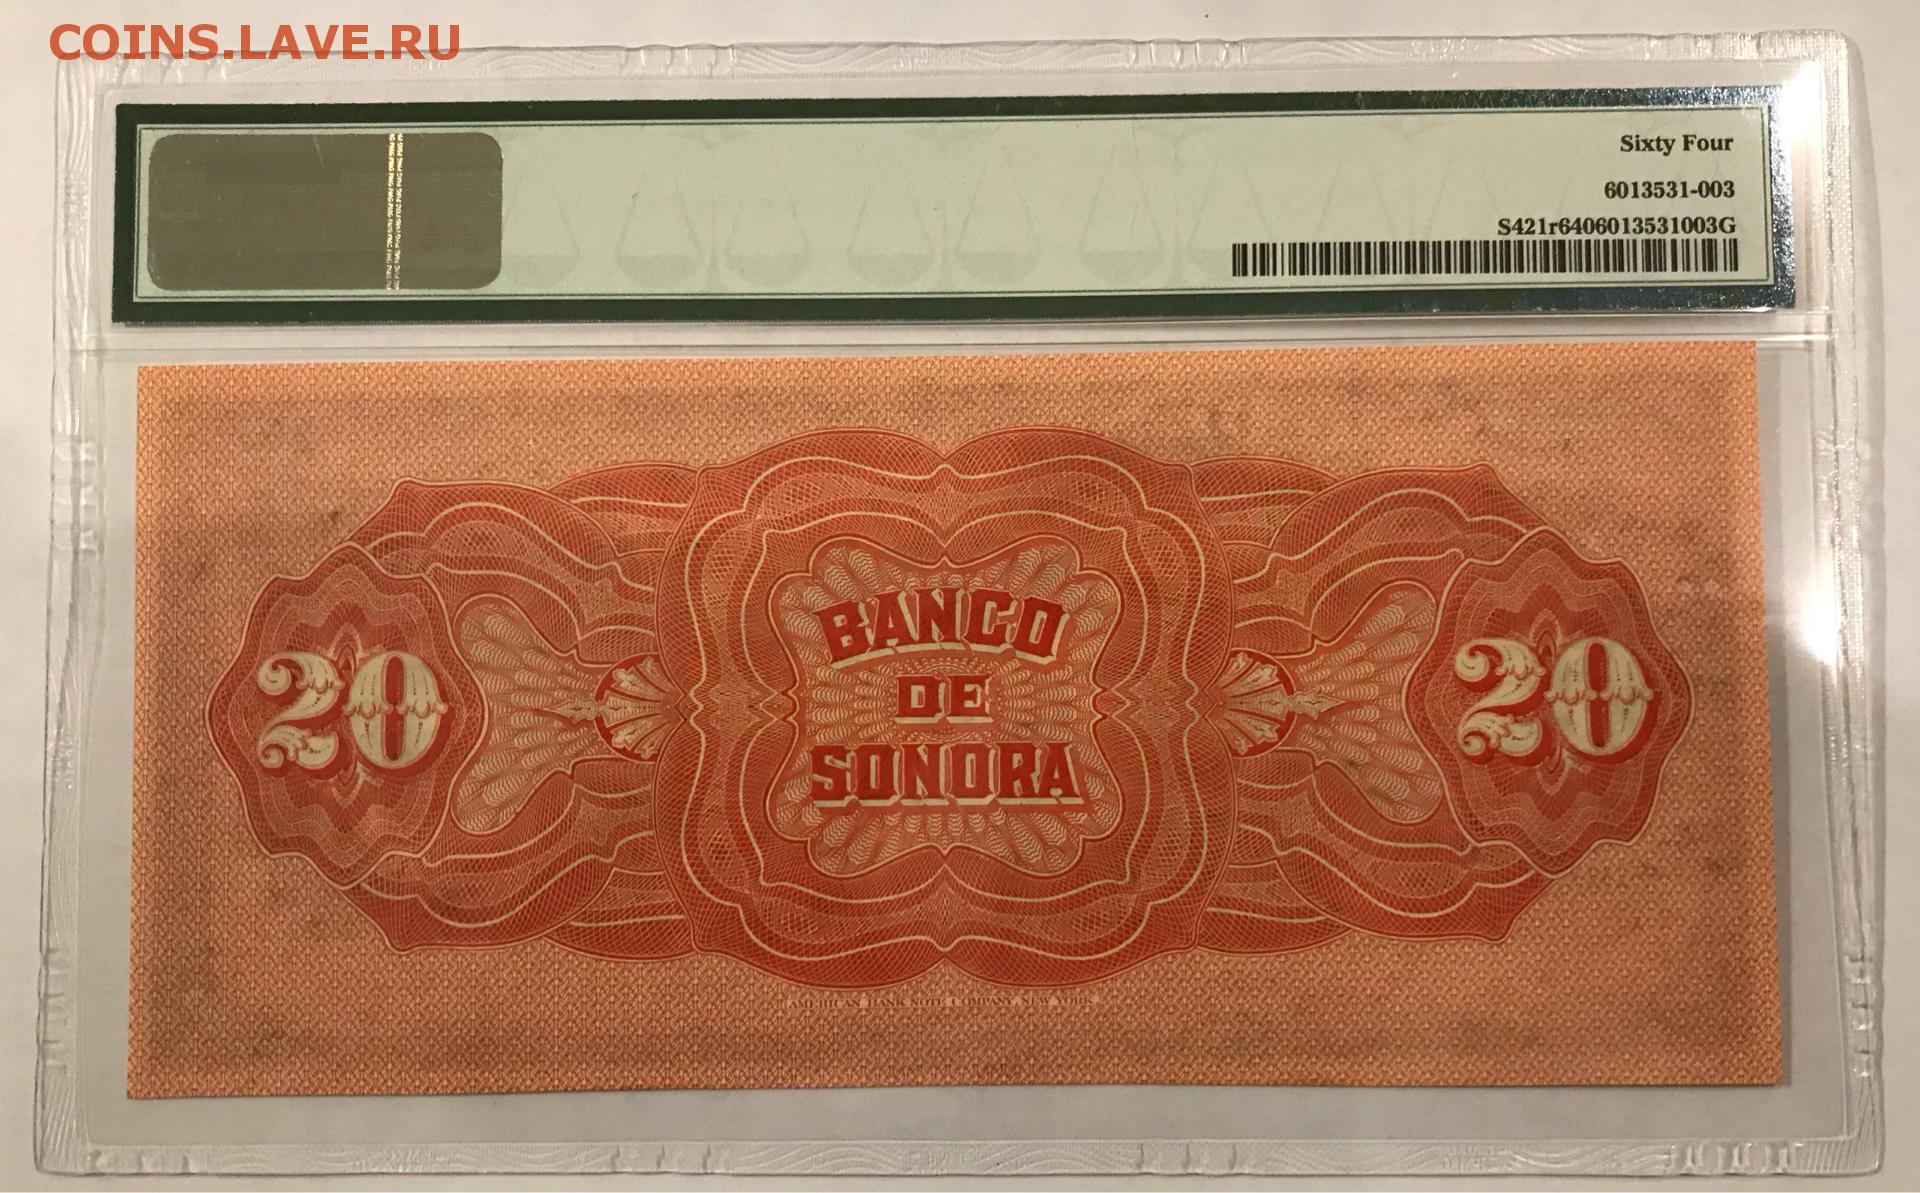 COINS.LAVE.RU
Sixty Four
6013531-003
S421r6406013531003G
BANCO
DE
SONORA
20
20
AMERICAN BANK NOTE COMPANY, NEW YORK.